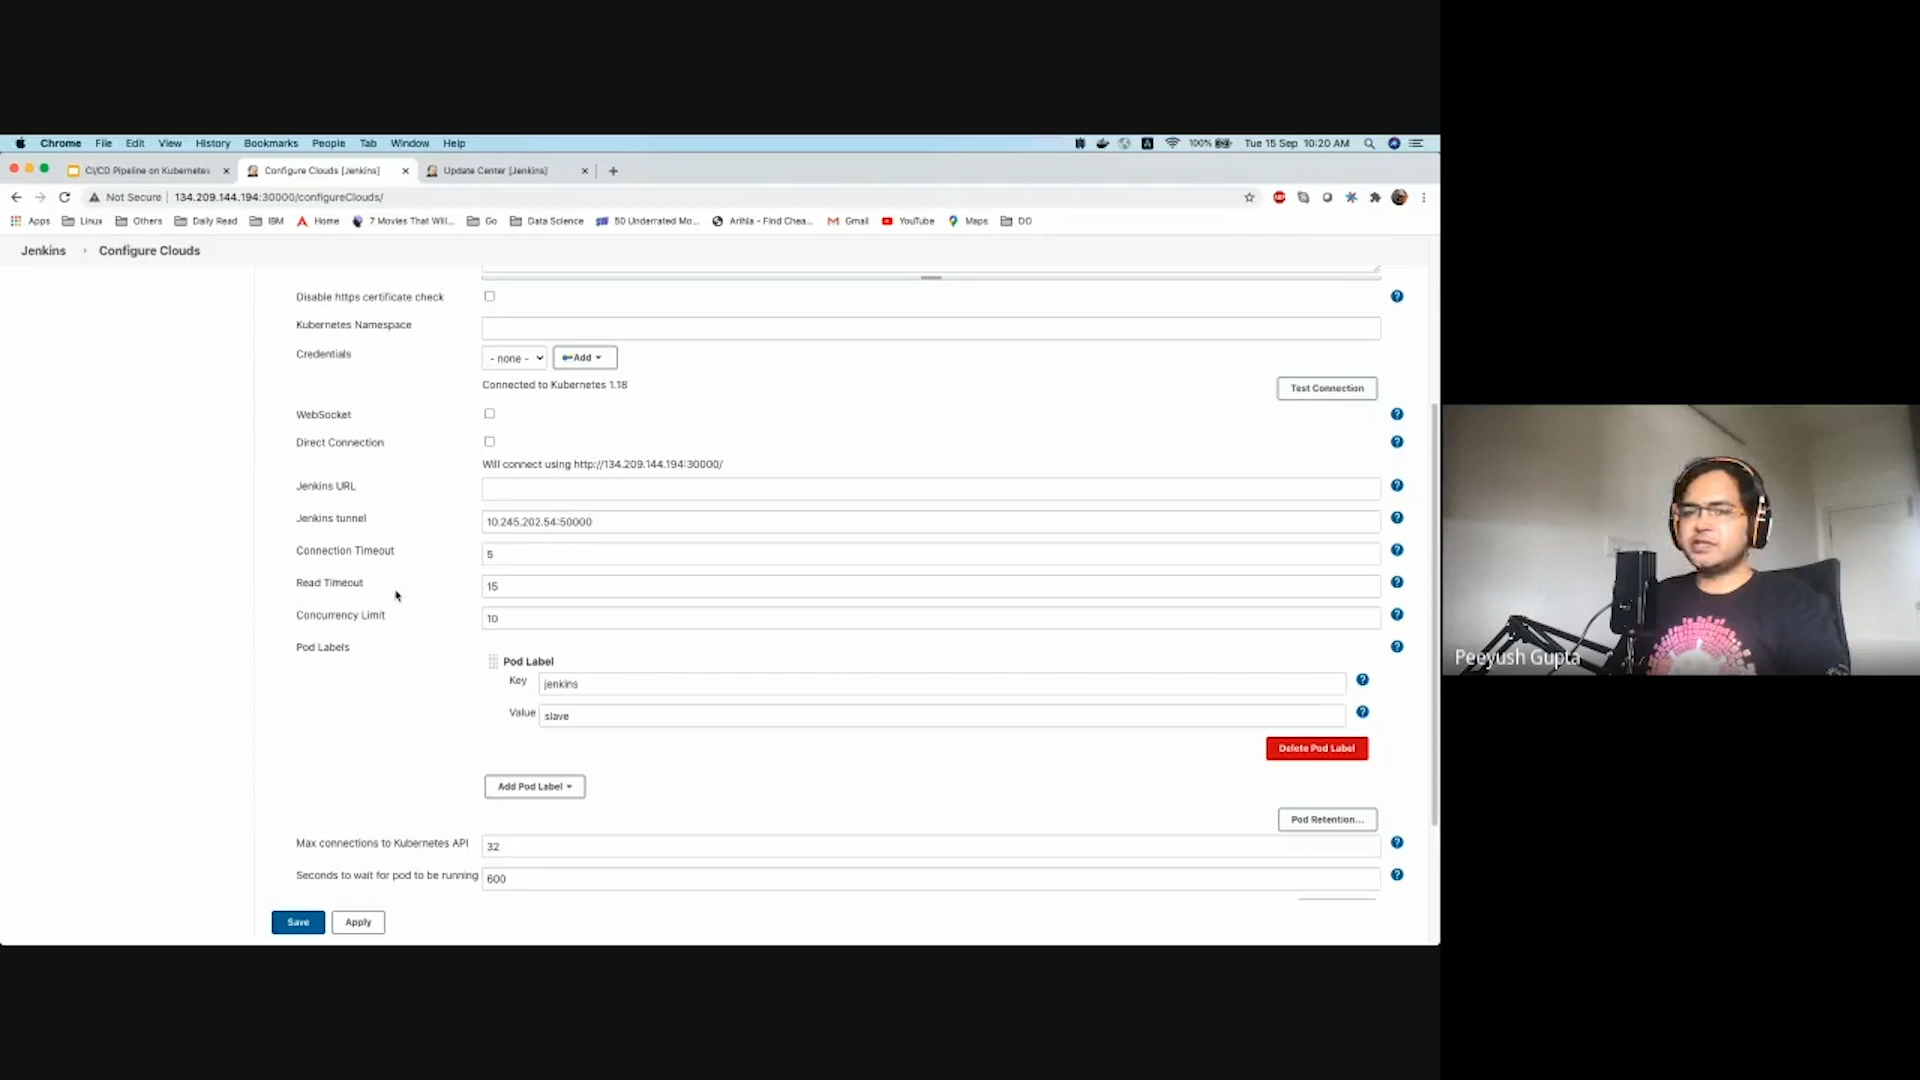 Chrome File Edit View History Bookmarks People Tab Window Help 100% Tue 15 Sep 10:20 AM
CI/CD Pipeline on Kubernetes Configure Clouds [Jenkins] Update Center [Jenkins]
Not Secure 134.209.144.194:30000/configureClouds/
Apps Linux Others Daily Read IBM Home 7 Movies That Will... Go Data Science 50 Underrated Mo... Arihla - Find Chea... Gmail YouTube Maps DO
Jenkins Configure Clouds
Disable https certificate check
Kubernetes Namespace
Credentials - none - Add
Connected to Kubernetes 1.18 Test Connection
WebSocket
Direct Connection
Will connect using http://134.209.144.194:30000/
Jenkins URL
Jenkins tunnel 10.245.202.54:50000
Connection Timeout 5
Read Timeout 15
Concurrency Limit 10
Pod Labels
Pod Label
Key jenkins
Value slave
Delete Pod Label
Add Pod Label
Pod Retention...
Max connections to Kubernetes API 32
Seconds to wait for pod to be running 600
Save Apply
Peeyush Gupta